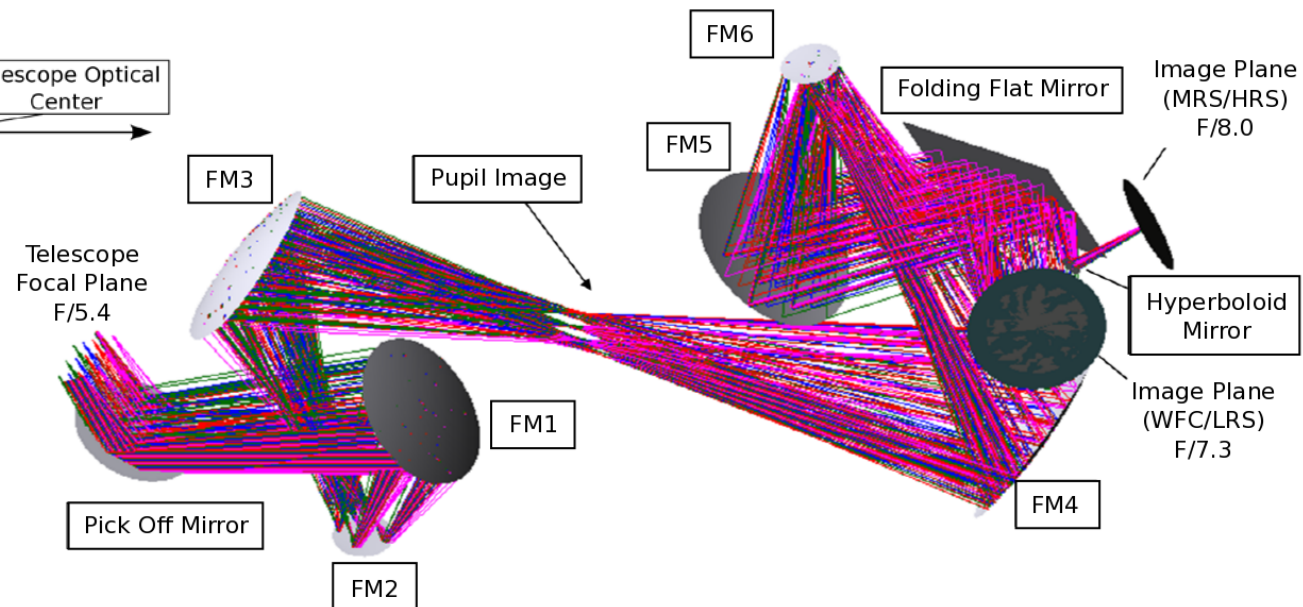 FM6
escope Optical
Center
Folding Flat Mirror
Image Plane
(MRS/HRS)
F/8.0
FM5
FM3
Pupil Image
Telescope
Focal Plane
F/5.4
Hyperboloid
Mirror
Image Plane
(WFC/LRS)
F/7.3
FM1
FM4
Pick Off Mirror
FM2